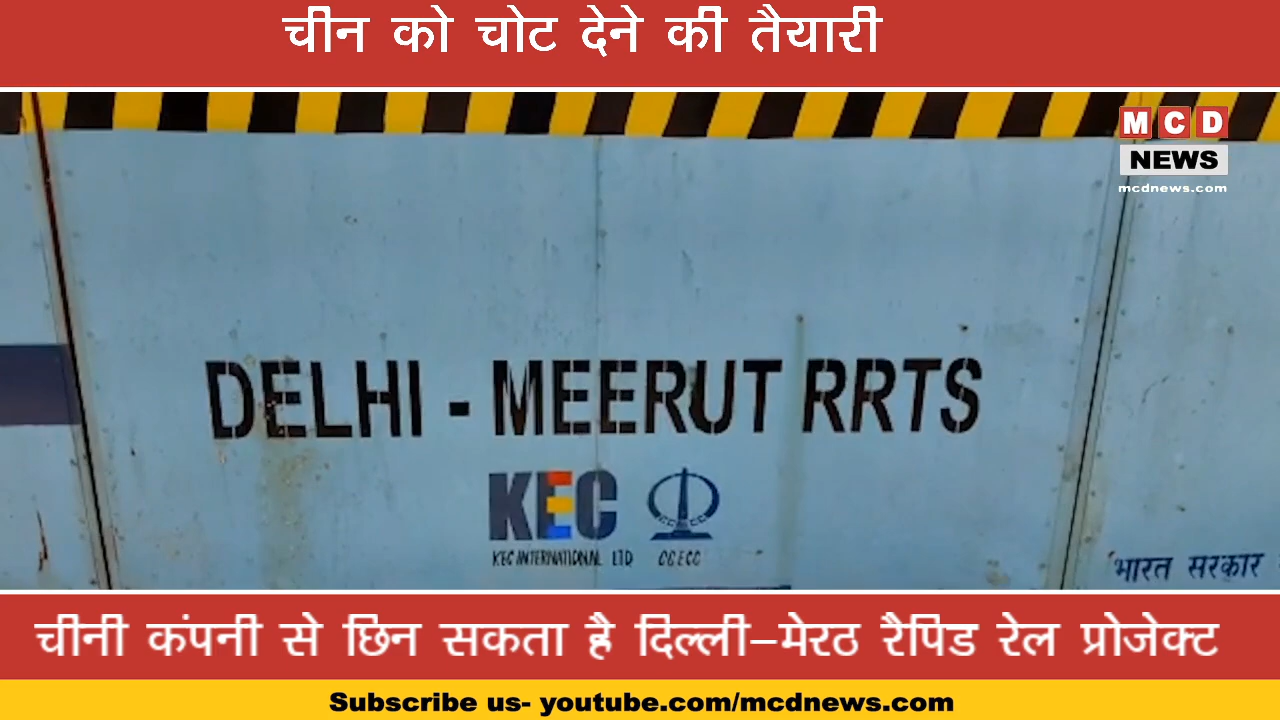 चीन को चोट देने की तैयारी
MCD
NEWS
mcdnews.com
DELHI - MEERUT RRTS
KEC
KEC INTERNATIONAL LTD CCECC
भारत सरकार
चीनी कंपनी से छिन सकता है दिल्ली-मेरठ रैपिड रेल प्रोजेक्ट
Subscribe us- youtube.com/mcdnews.com